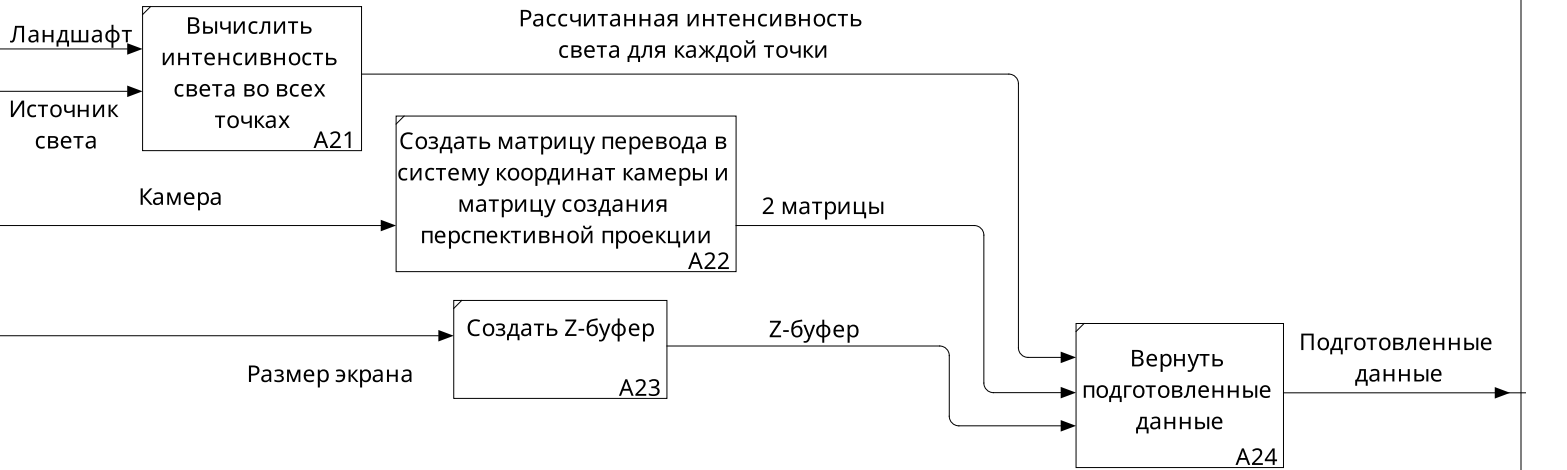 Ландшафт
Источник
света
Вычислить
интенсивность
света во всех
точках
A21
Рассчитанная интенсивность
света для каждой точки
Камера
Создать матрицу перевода в
систему координат камеры и
матрицу создания
перспективной проекции
A22
2 матрицы
Размер экрана
Создать Z-буфер
A23
Z-буфер
Вернуть
подготовленные
данные
A24
Подготовленные
данные